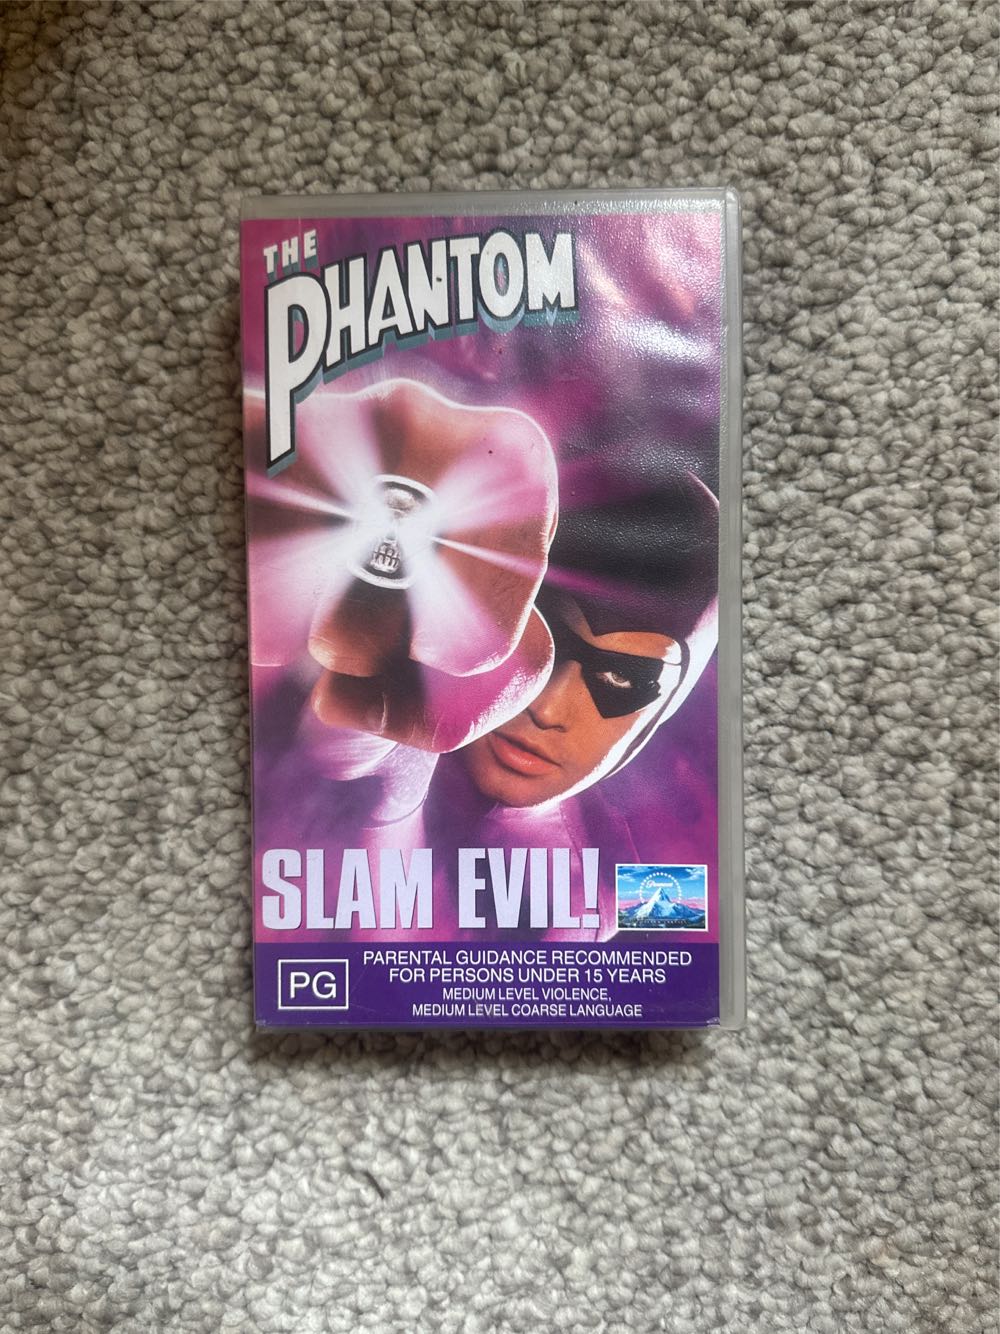 THE
PHANTOM
SLAM EVIL!
Paramount
PG
PARENTAL GUIDANCE RECOMMENDED
FOR PERSONS UNDER 15 YEARS
MEDIUM LEVEL VIOLENCE,
MEDIUM LEVEL COARSE LANGUAGE